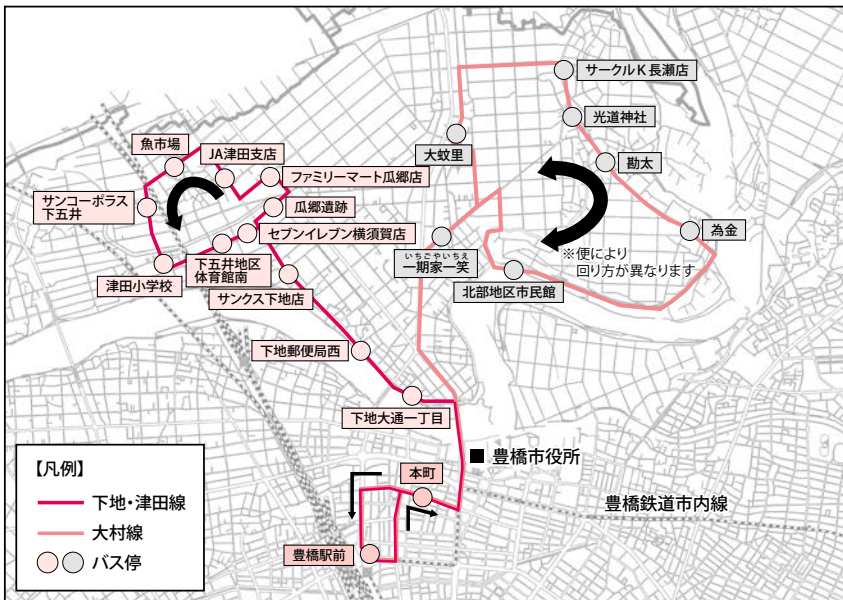 サークルK長瀬店
光道神社
魚市場
JA津田支店
大蚊里
勘太
ファミリーマート瓜郷店
サンコーポラス
下五井
瓜郷遺跡
為金
セブンイレブン横須賀店
いちごやいちえ
一期家一笑
※便により
回り方が異なります
下五井地区
体育館南
津田小学校
北部地区市民館
サンクス下地店
下地郵便局西
下地大通一丁目
豊橋市役所
本町
豊橋鉄道市内線
豊橋駅前
【凡例】
下地・津田線
大村線
バス停